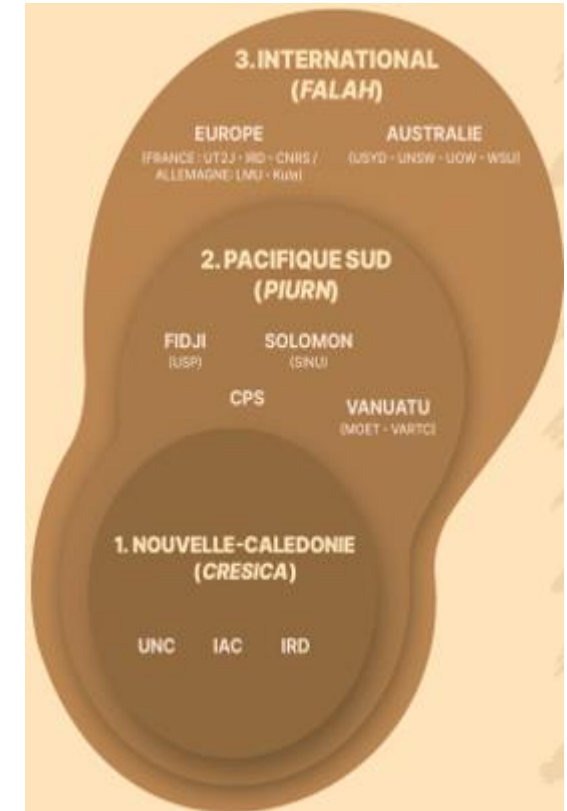 3. INTERNATIONAL
(FALAH)
EUROPE
(FRANCE : UT2J - IRD - CNRS /
ALLEMAGNE: LMU - Kula)
AUSTRALIE
(USYD - UNSW - UOW - WSU)
2. PACIFIQUE SUD
(PIURN)
FIDJI
(USP)
SOLOMON
(SINU)
CPS
VANUATU
(MOET - VARTC)
1. NOUVELLE-CALEDONIE
(CRESICA)
UNC IAC IRD